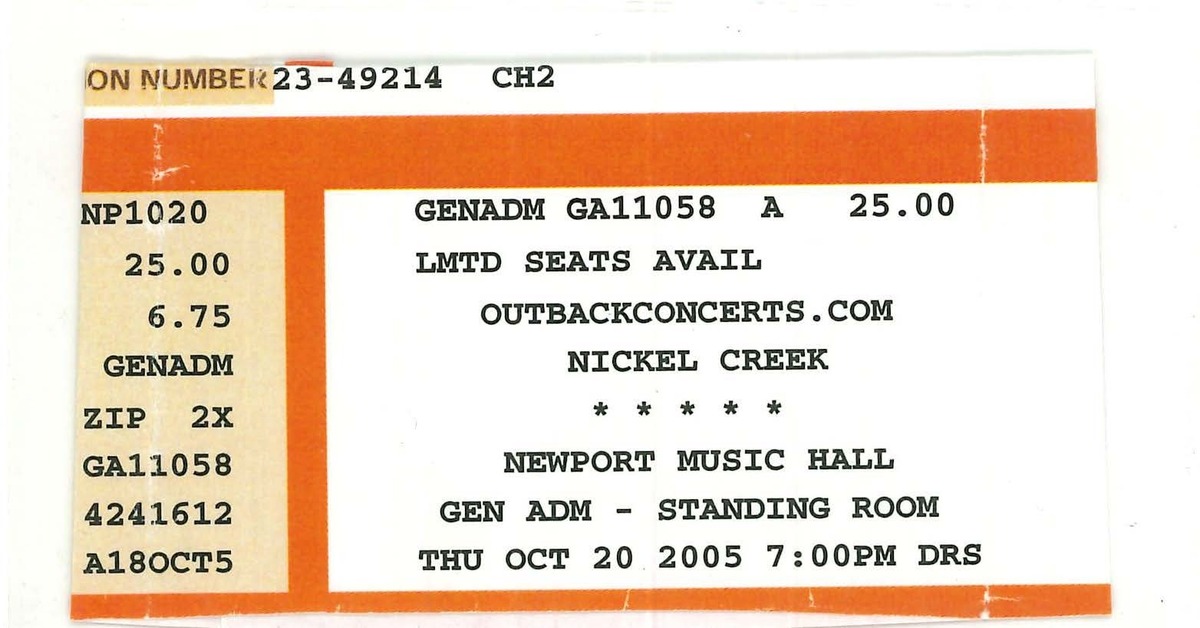 ON NUMBER 23-49214 CH2
NP1020
25.00
6.75
GENADM
ZIP 2X
GA11058
4241612
A18OCT5
GENADM GA11058 A 25.00
LMTD SEATS AVAIL
OUTBACKCONCERTS.COM
NICKEL CREEK
* * * * *
NEWPORT MUSIC HALL
GEN ADM - STANDING ROOM
THU OCT 20 2005 7:00PM DRS